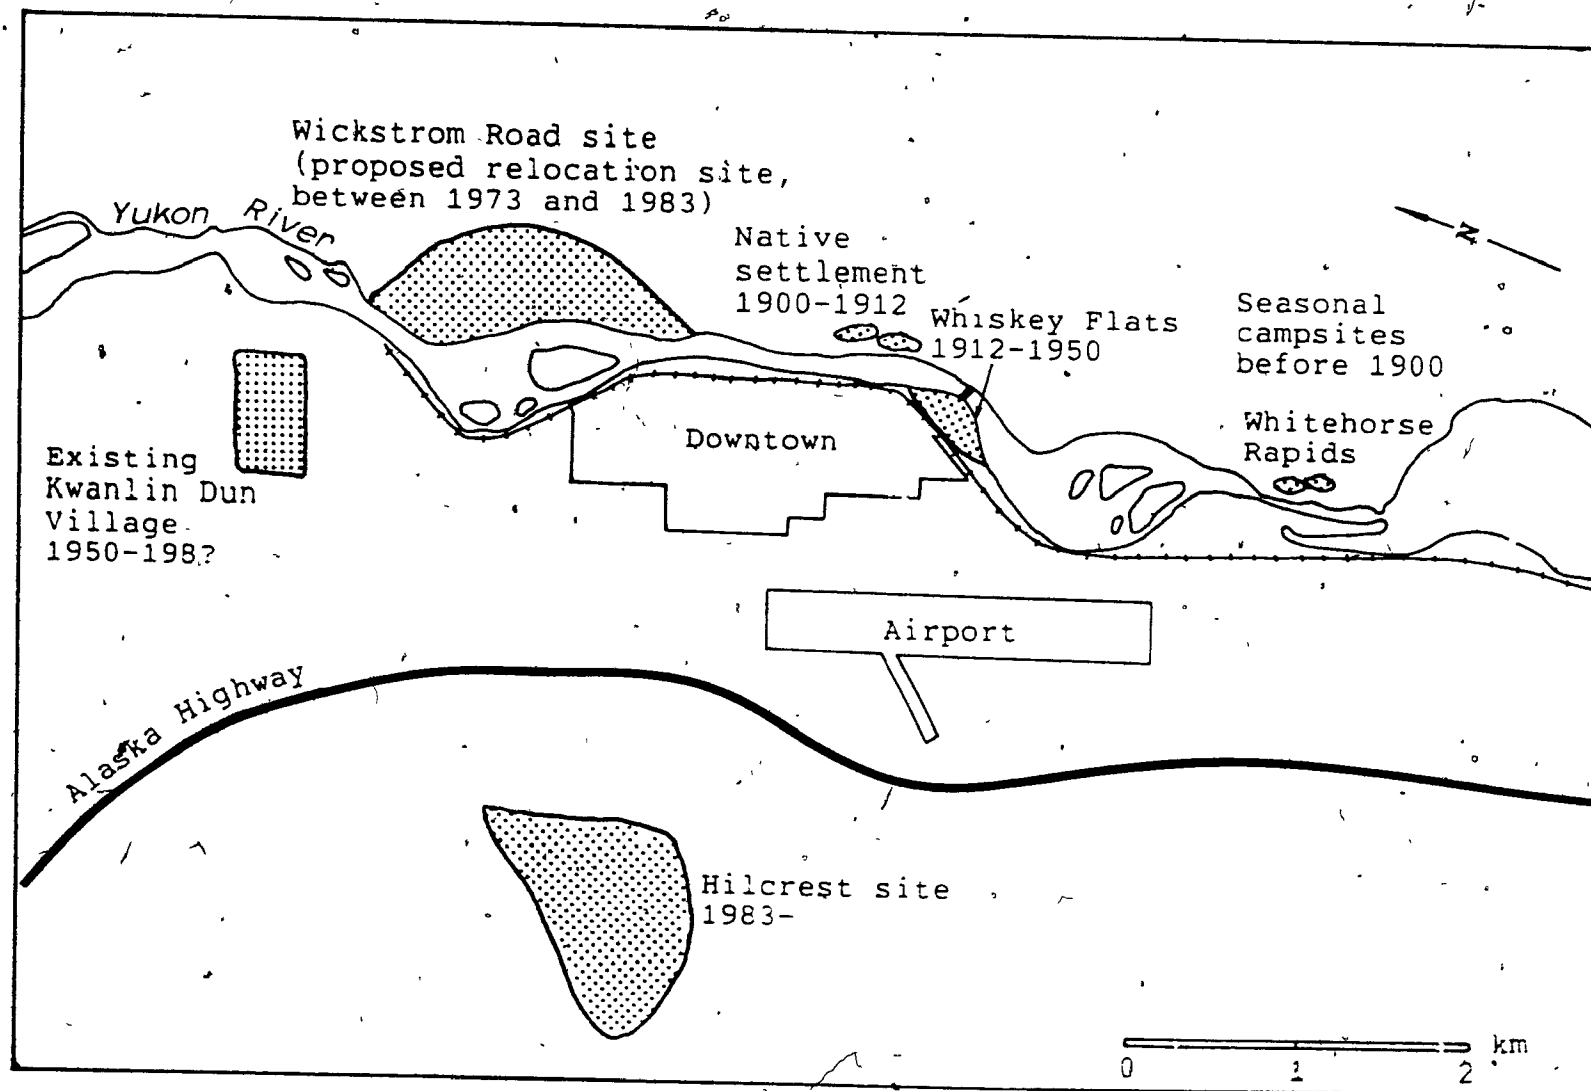 Wickstrom Road site
(proposed relocation site,
between 1973 and 1983)
Yukon River
Native
settlement
1900-1912
Whiskey Flats
1912-1950
Seasonal
campsites
before 1900
N
Whitehorse
Rapids
Downtown
Existing
Kwanlin Dun
Village
1950-198?
Airport
Alaska Highway
Hilcrest site
1983-
km
0 1 2